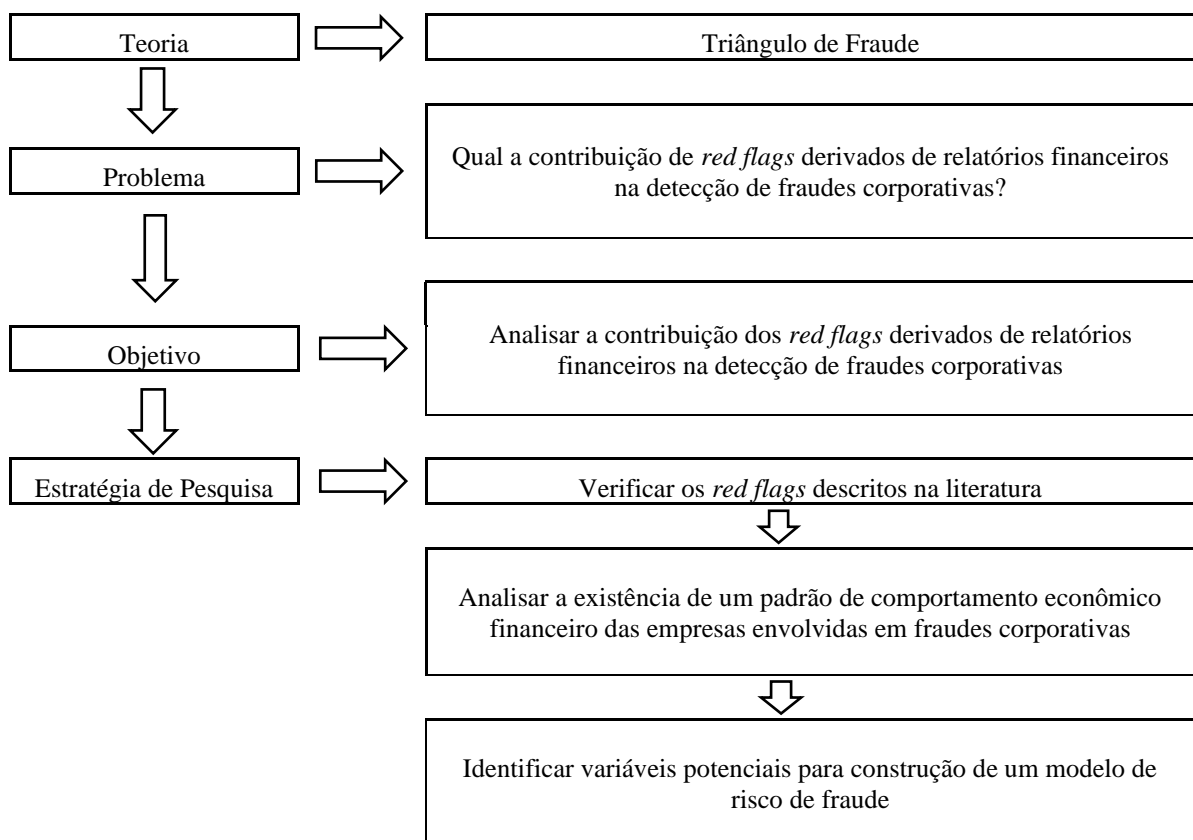 Teoria
Triângulo de Fraude
Problema
Qual a contribuição de red flags derivados de relatórios financeiros
na detecção de fraudes corporativas?
Objetivo
Analisar a contribuição dos red flags derivados de relatórios
financeiros na detecção de fraudes corporativas
Estratégia de Pesquisa
Verificar os red flags descritos na literatura
Analisar a existência de um padrão de comportamento econômico
financeiro das empresas envolvidas em fraudes corporativas
Identificar variáveis potenciais para construção de um modelo de
risco de fraude